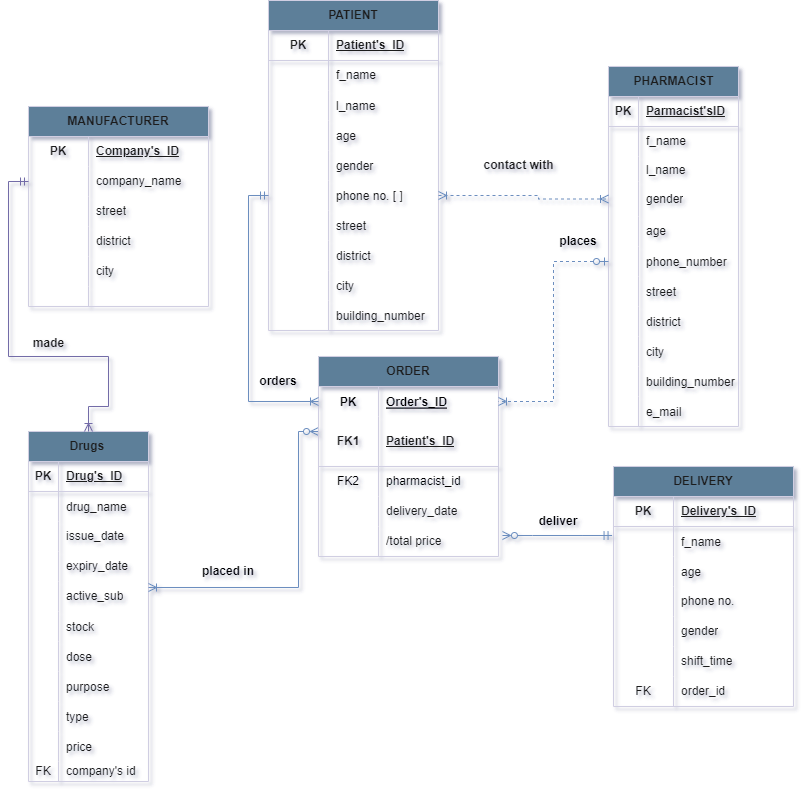 PATIENT
PK Patient's_ID
f_name
l_name
age
gender
phone no. [ ]
street
district
city
building_number
PHARMACIST
PK Parmacist'sID
f_name
l_name
gender
age
phone_number
street
district
city
building_number
e_mail
MANUFACTURER
PK Company's_ID
company_name
street
district
city
contact with
places
made
orders
ORDER
PK Order's_ID
FK1 Patient's_ID
FK2 pharmacist_id
delivery_date
/total price
Drugs
PK Drug's_ID
drug_name
issue_date
expiry_date
active_sub
stock
dose
purpose
type
price
FK company's id
placed in
deliver
DELIVERY
PK Delivery's_ID
f_name
age
phone no.
gender
shift_time
FK order_id